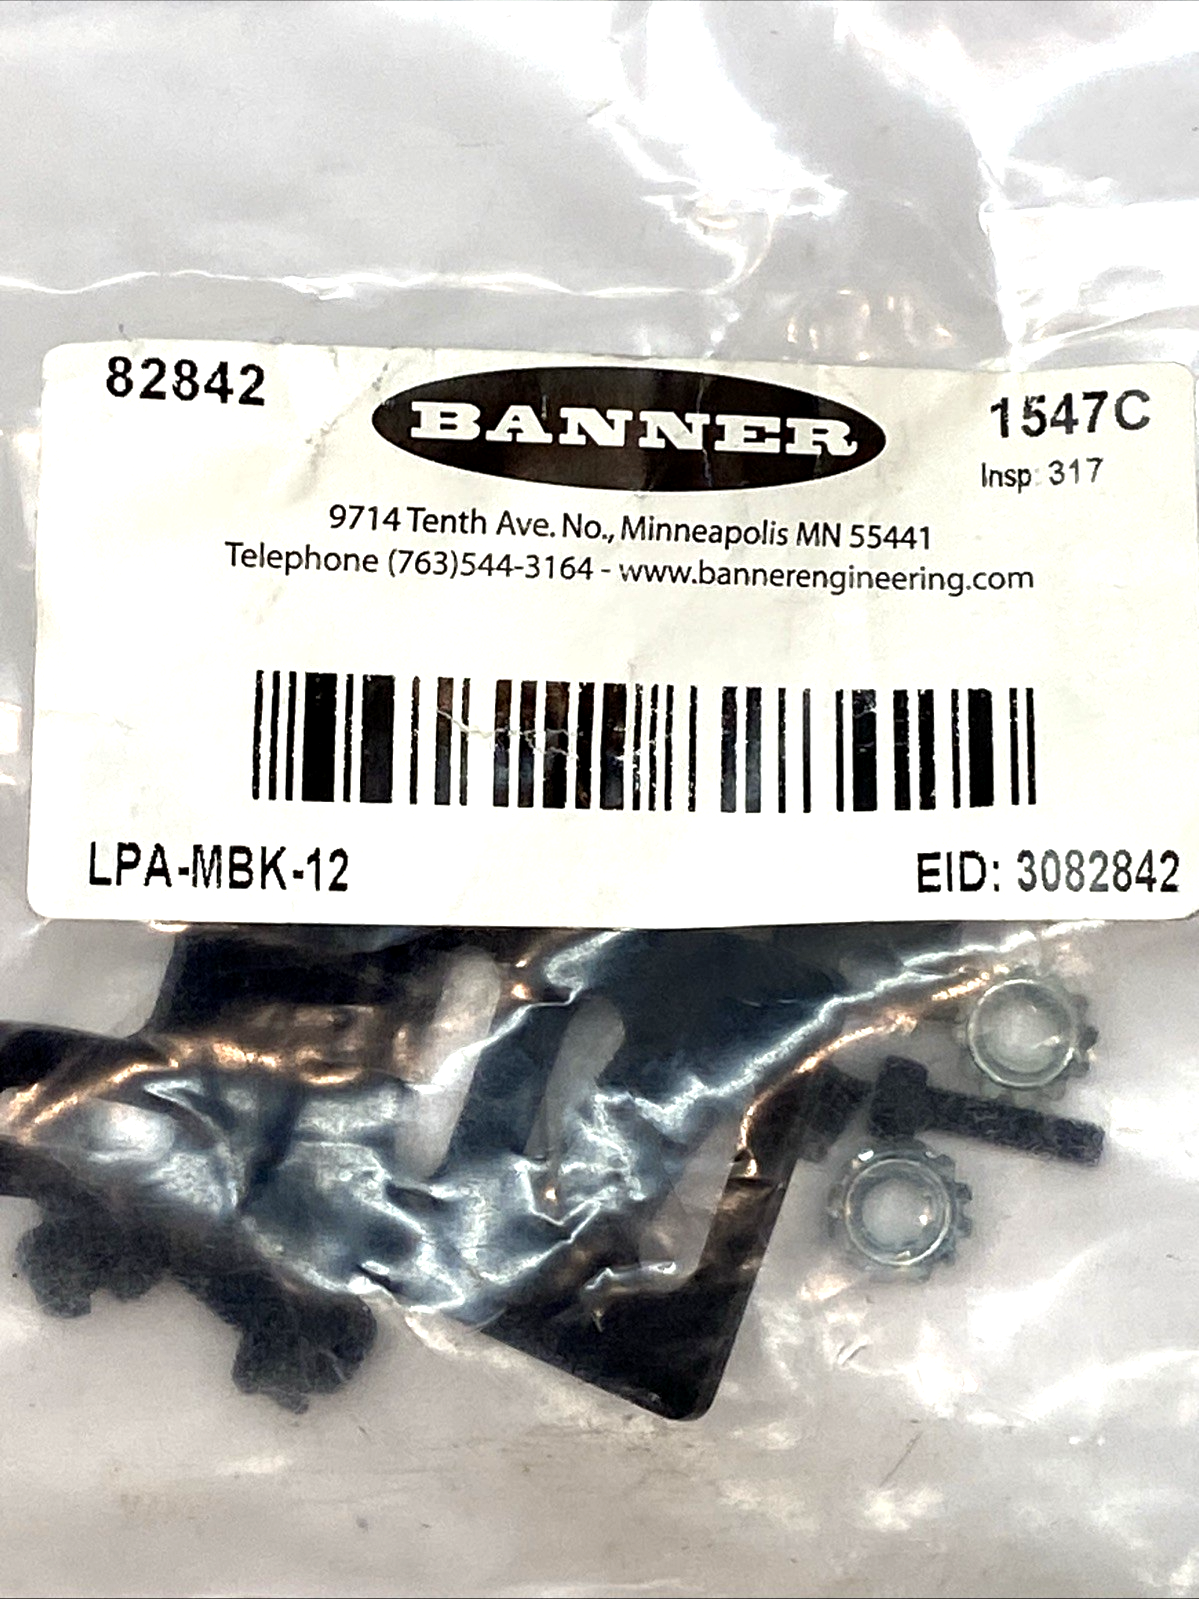 82842
BANNER
1547C
Insp: 317
9714 Tenth Ave. No., Minneapolis MN 55441
Telephone (763)544-3164 - www.bannerengineering.com
LPA-MBK-12
EID: 3082842